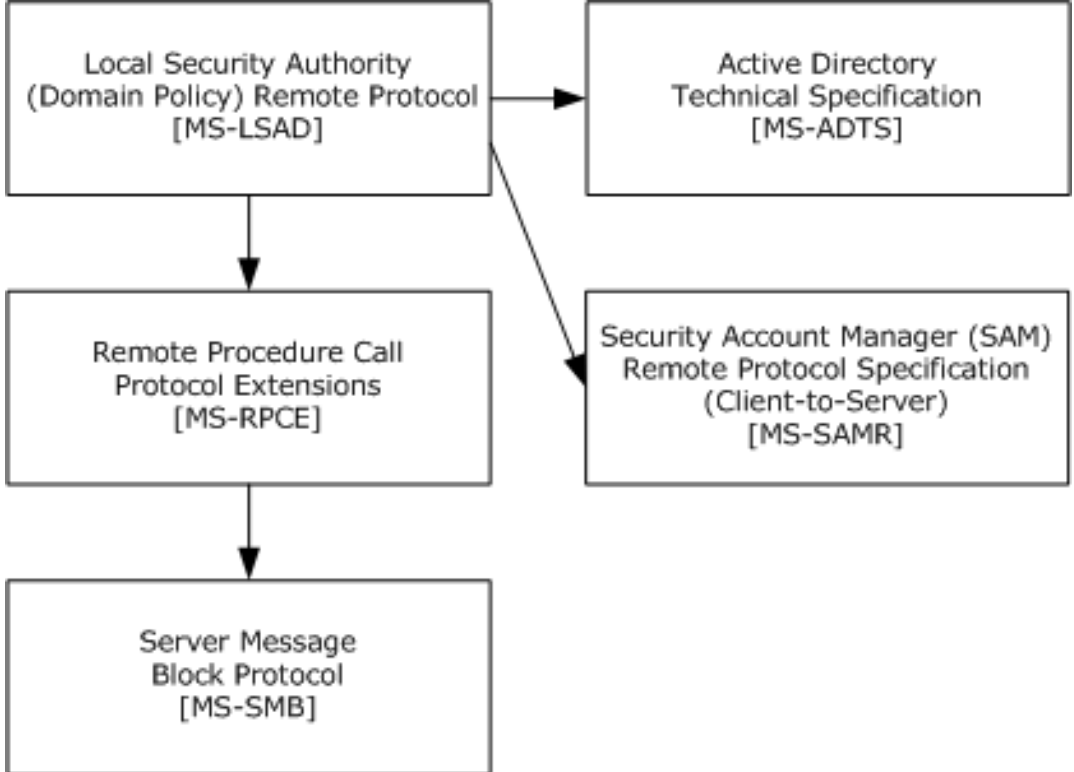 Local Security Authority
(Domain Policy) Remote Protocol
[MS-LSAD]
Active Directory
Technical Specification
[MS-ADTS]
Remote Procedure Call
Protocol Extensions
[MS-RPCE]
Security Account Manager (SAM)
Remote Protocol Specification
(Client-to-Server)
[MS-SAMR]
Server Message
Block Protocol
[MS-SMB]